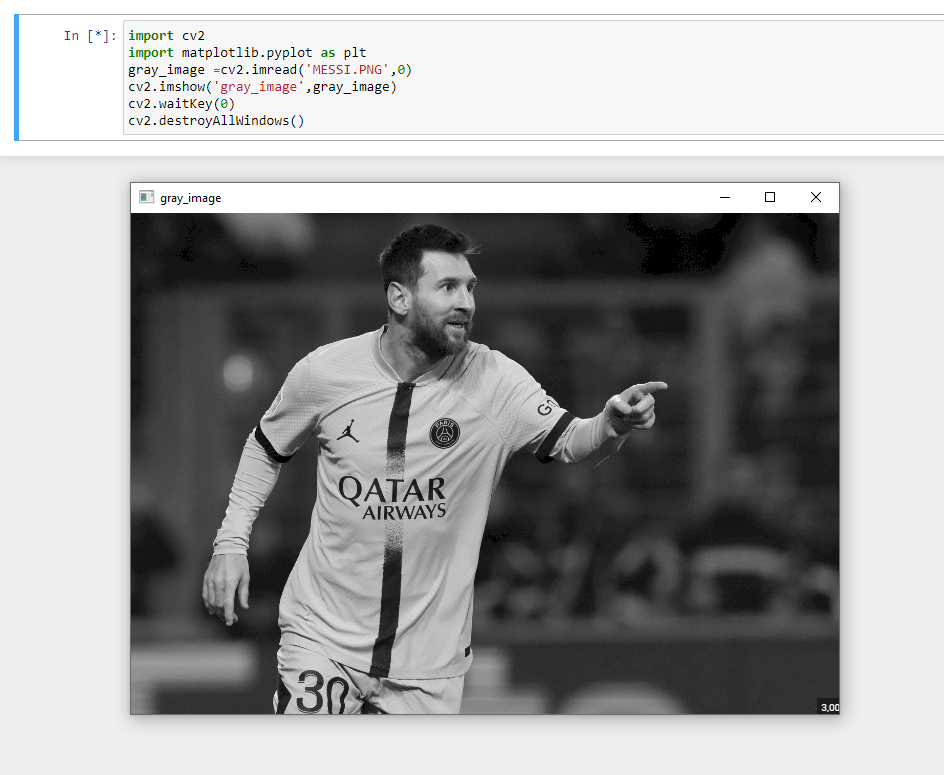 In [*]: import cv2
import matplotlib.pyplot as plt
gray_image =cv2.imread('MESSI.PNG',0)
cv2.imshow('gray_image',gray_image)
cv2.waitKey(0)
cv2.destroyAllWindows()
gray_image
GO
PARIS
QATAR
AIRWAYS
30
3,00